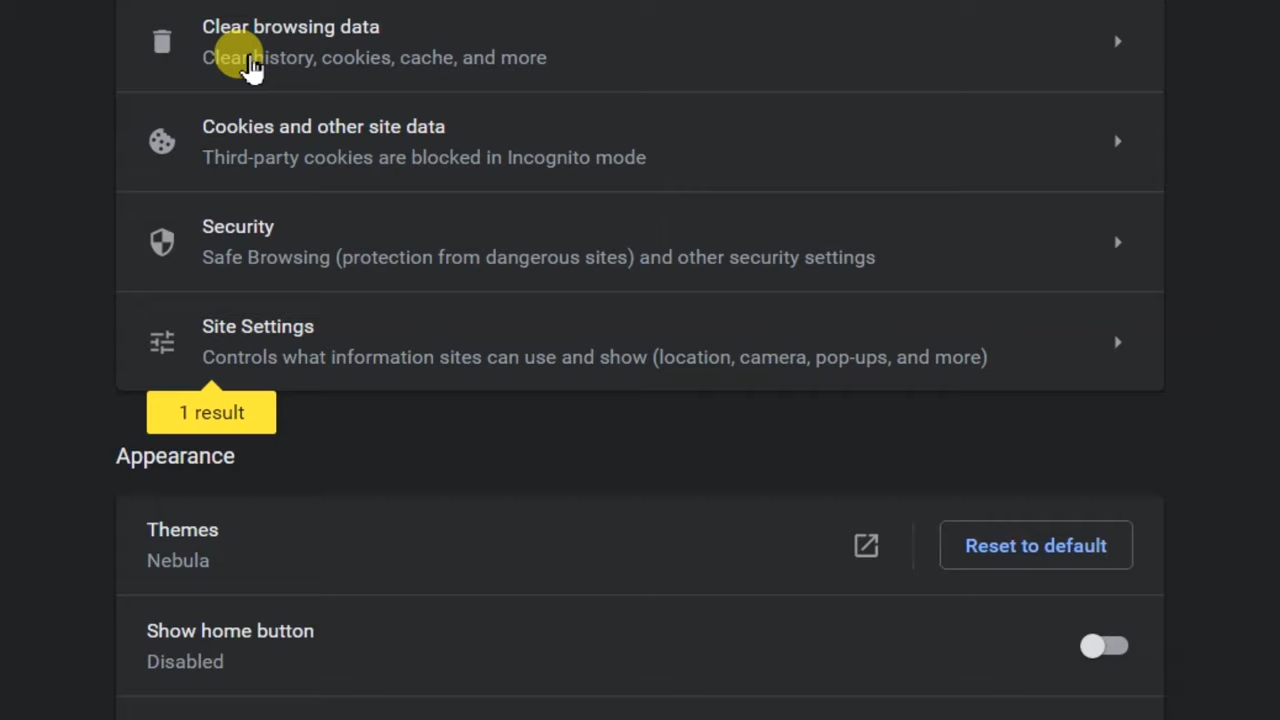 Clear browsing data
Clear history, cookies, cache, and more
Cookies and other site data
Third-party cookies are blocked in Incognito mode
Security
Safe Browsing (protection from dangerous sites) and other security settings
Site Settings
Controls what information sites can use and show (location, camera, pop-ups, and more)
1 result
Appearance
Themes
Nebula
Reset to default
Show home button
Disabled